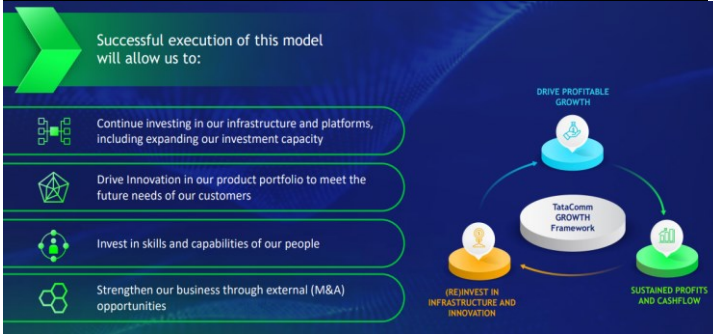 Successful execution of this model
will allow us to:
Continue investing in our infrastructure and platforms,
including expanding our investment capacity
Drive Innovation in our product portfolio to meet the
future needs of our customers
Invest in skills and capabilities of our people
Strengthen our business through external (M&A)
opportunities
DRIVE PROFITABLE
GROWTH
TataComm
GROWTH
Framework
(RE)INVEST IN
INFRASTRUCTURE AND
INNOVATION
SUSTAINED PROFITS
AND CASHFLOW